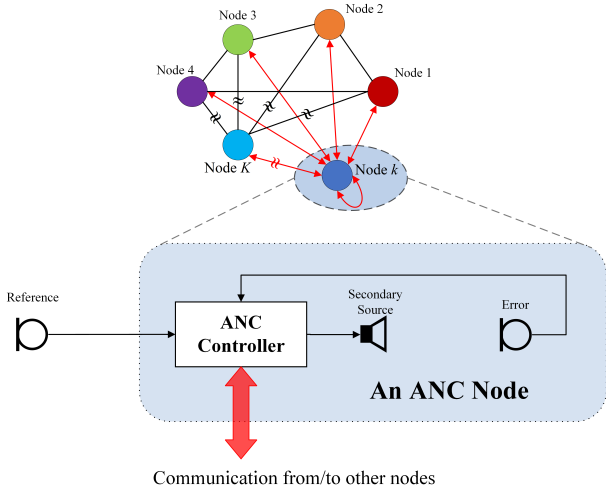 Node 3
Node 2
Node 4
Node 1
Node K
Node k
Reference
Secondary
Source
Error
ANC
Controller
An ANC Node
Communication from/to other nodes